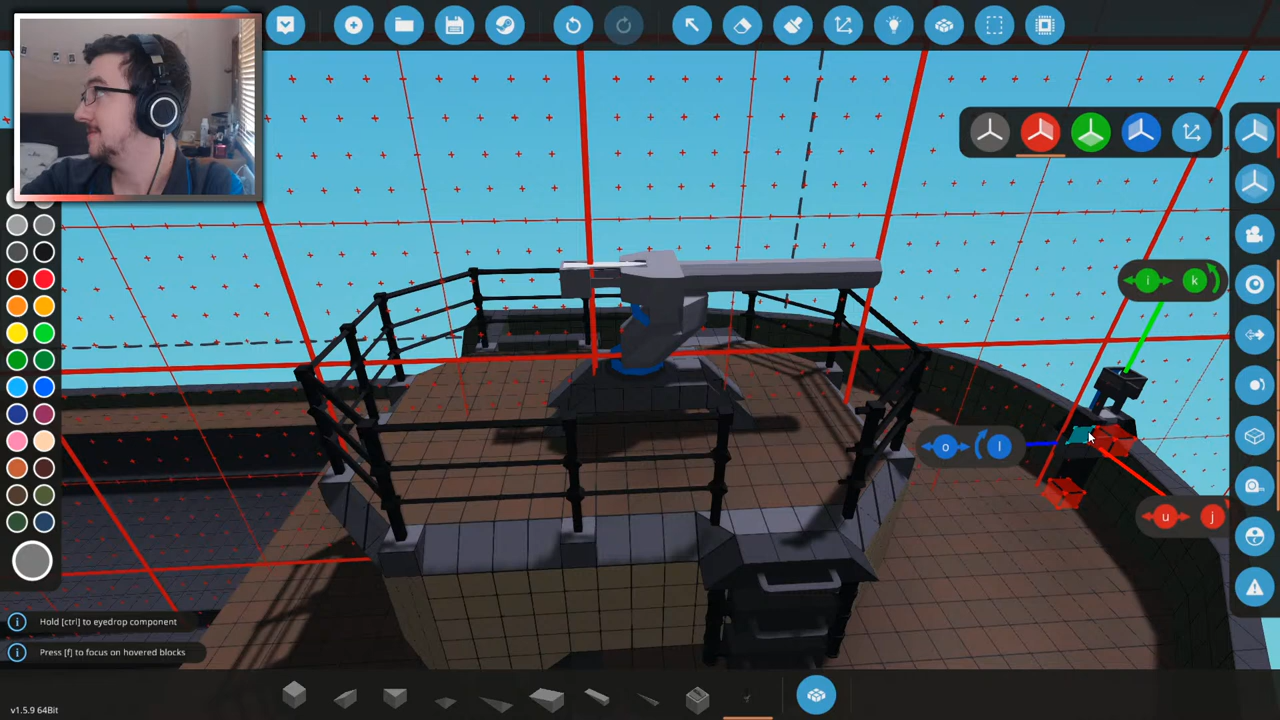 i k
o l
u j
Hold [ctrl] to eyedrop component
Press [f] to focus on hovered blocks
v1.5.9 64Bit